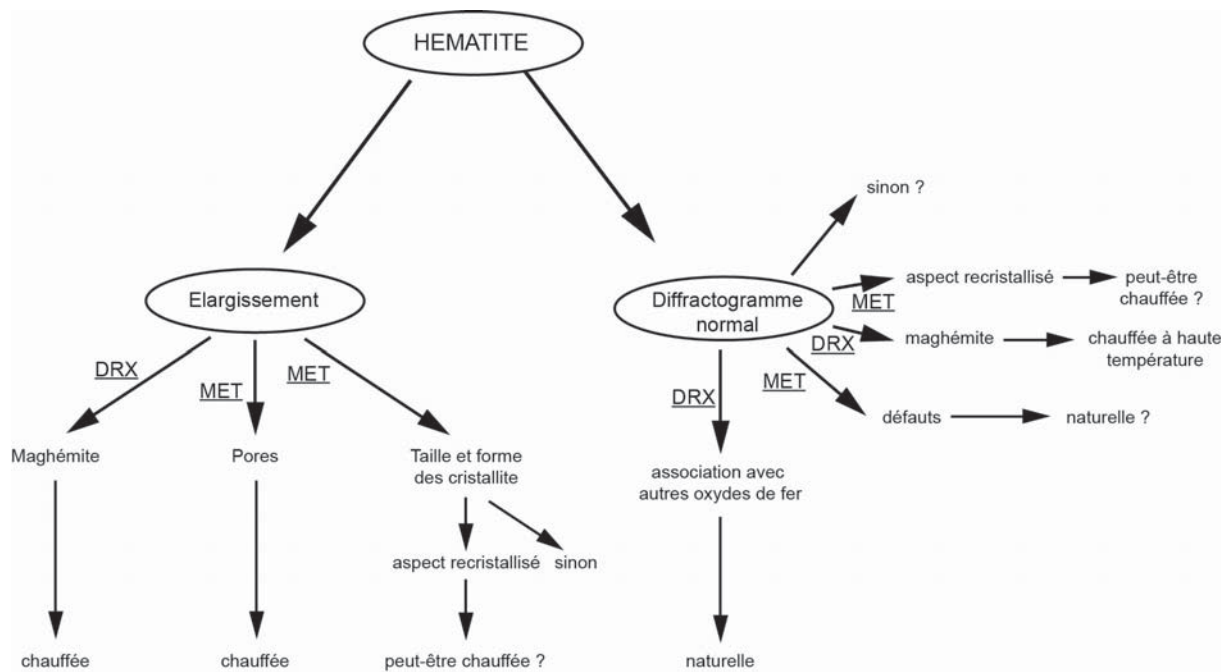 HEMATITE
sinon ?
Elargissement
Diffractogramme
normal
MET
aspect recristallisé
peut-être
chauffée ?
DRX
maghémite
chauffée à haute
température
MET
défauts
naturelle ?
DRX
association avec
autres oxydes de fer
naturelle
DRX
MET
MET
Maghémite
Pores
Taille et forme
des cristallite
aspect recristallisé
sinon
chauffée
chauffée
peut-être chauffée ?